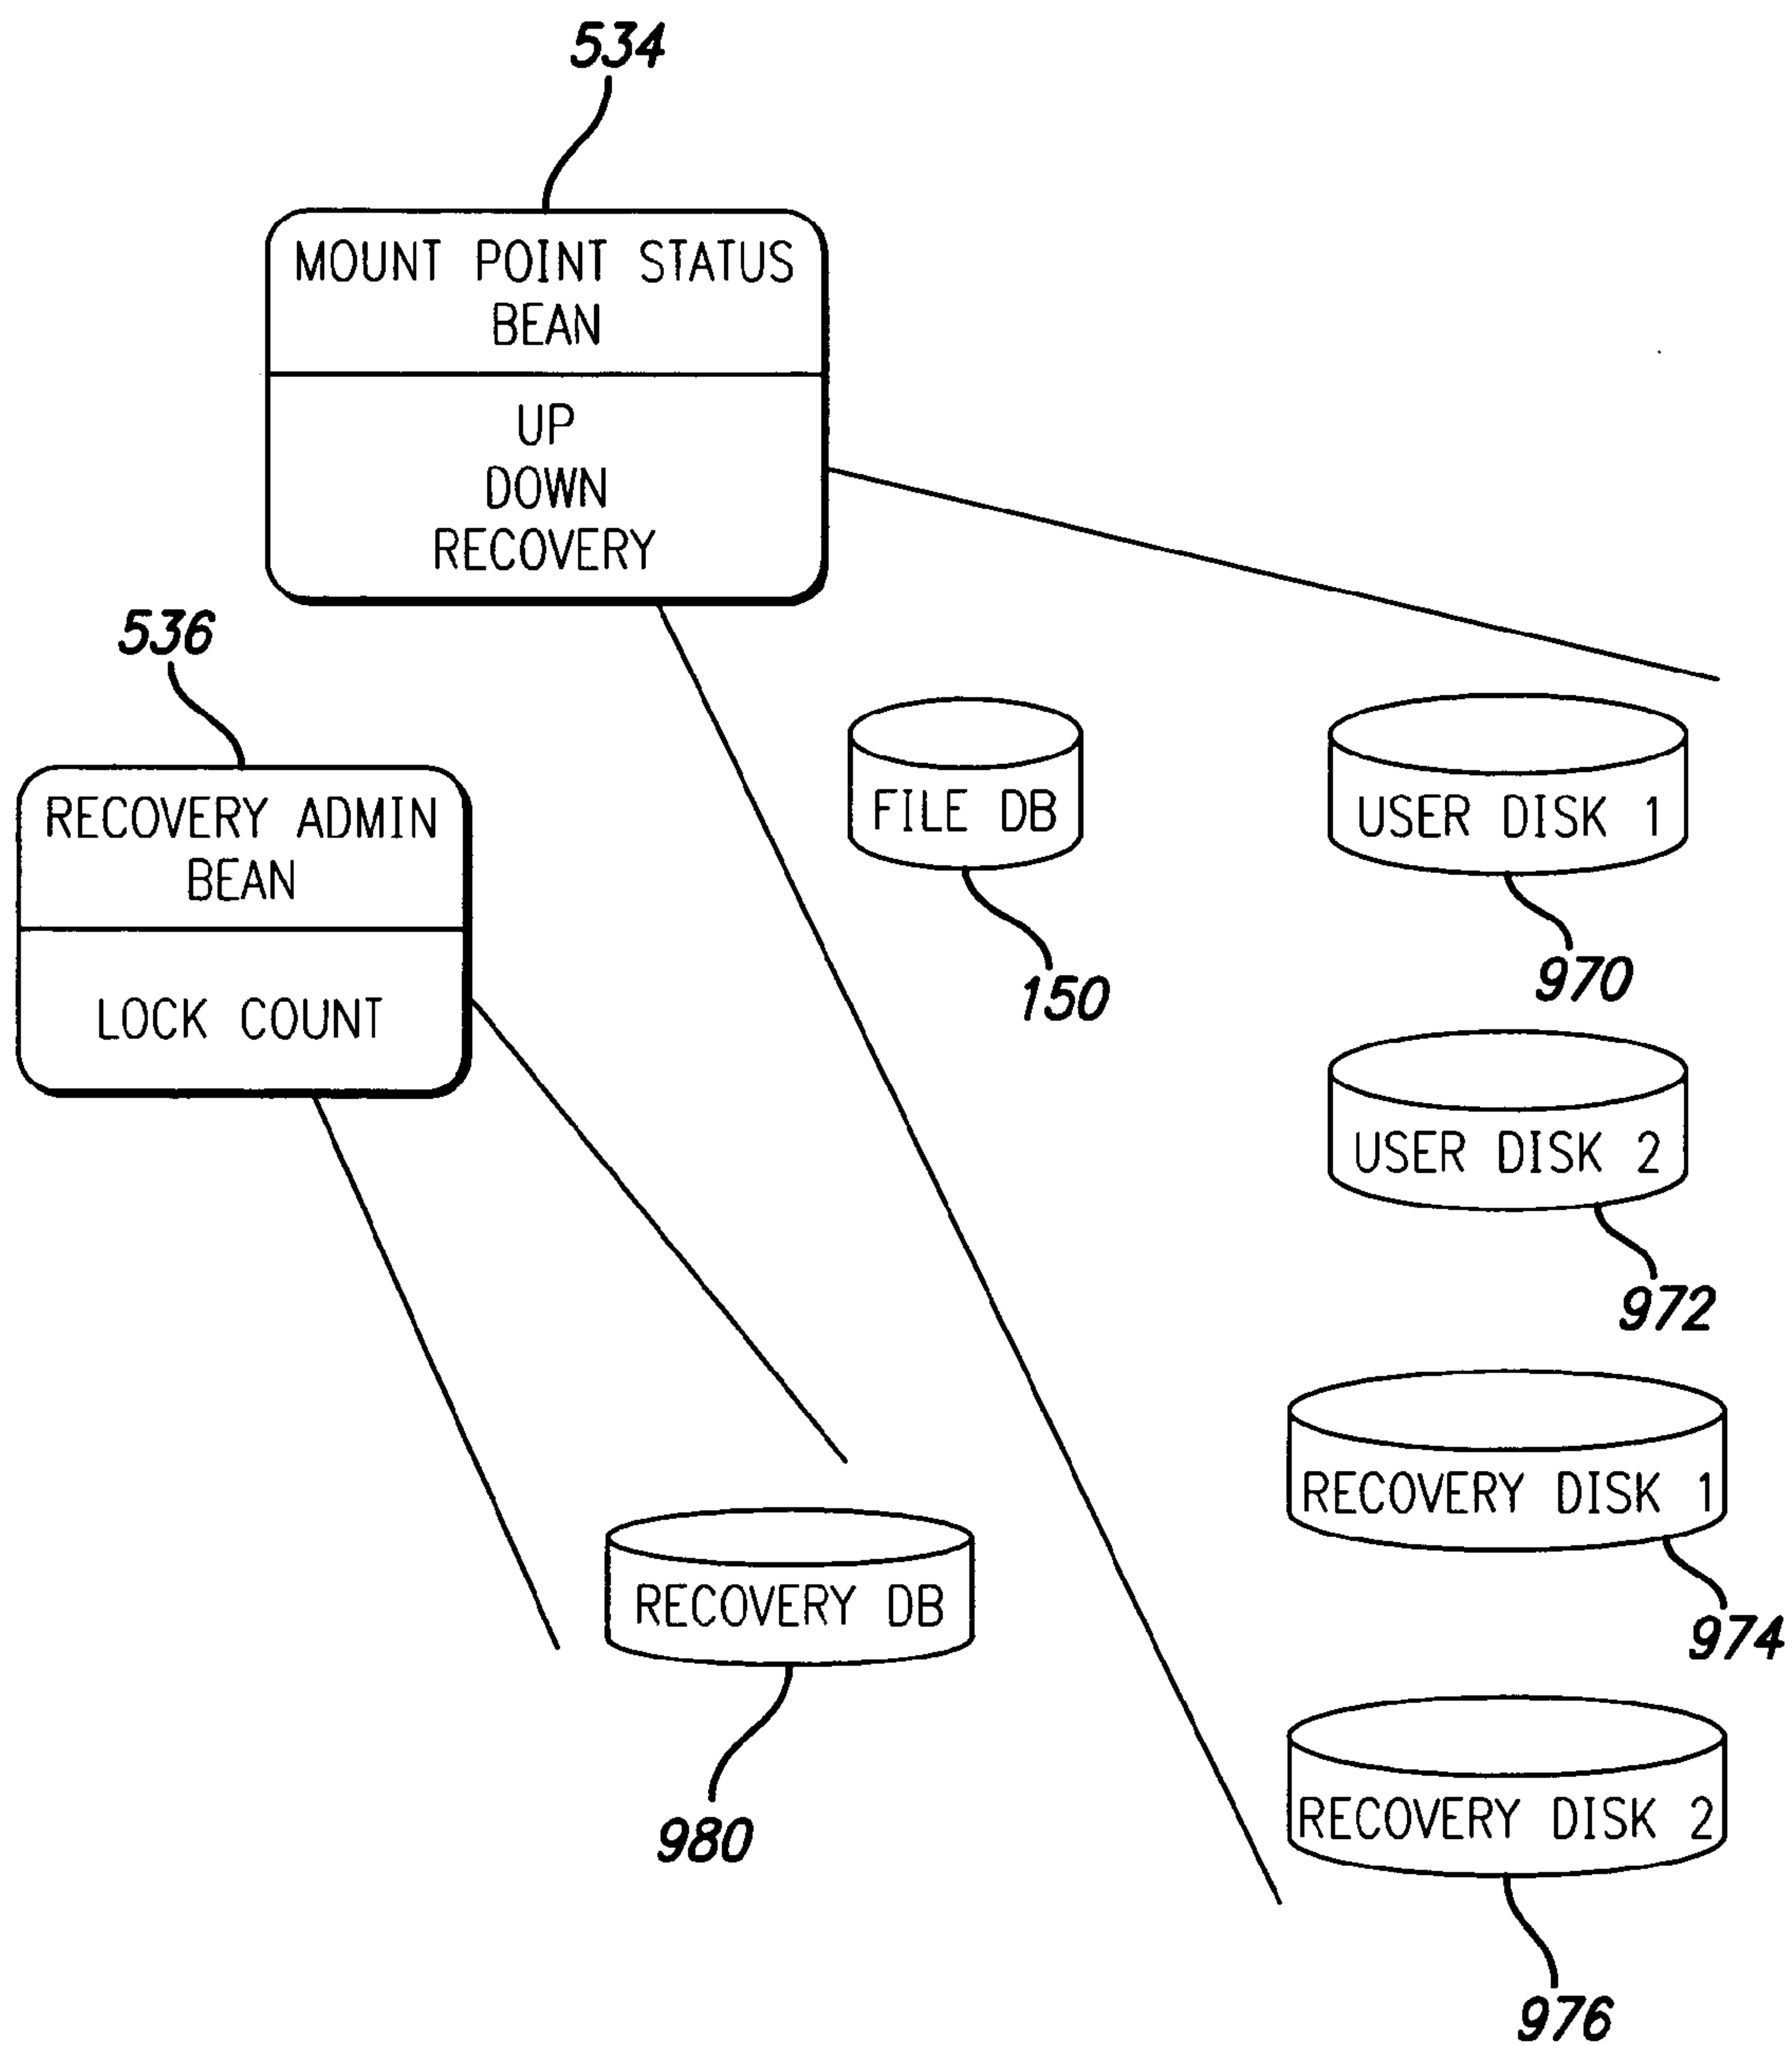 534
MOUNT POINT STATUS
BEAN
UP
DOWN
RECOVERY
536
RECOVERY ADMIN
BEAN
LOCK COUNT
FILE DB
150
USER DISK 1
970
USER DISK 2
972
RECOVERY DISK 1
974
RECOVERY DB
980
RECOVERY DISK 2
976